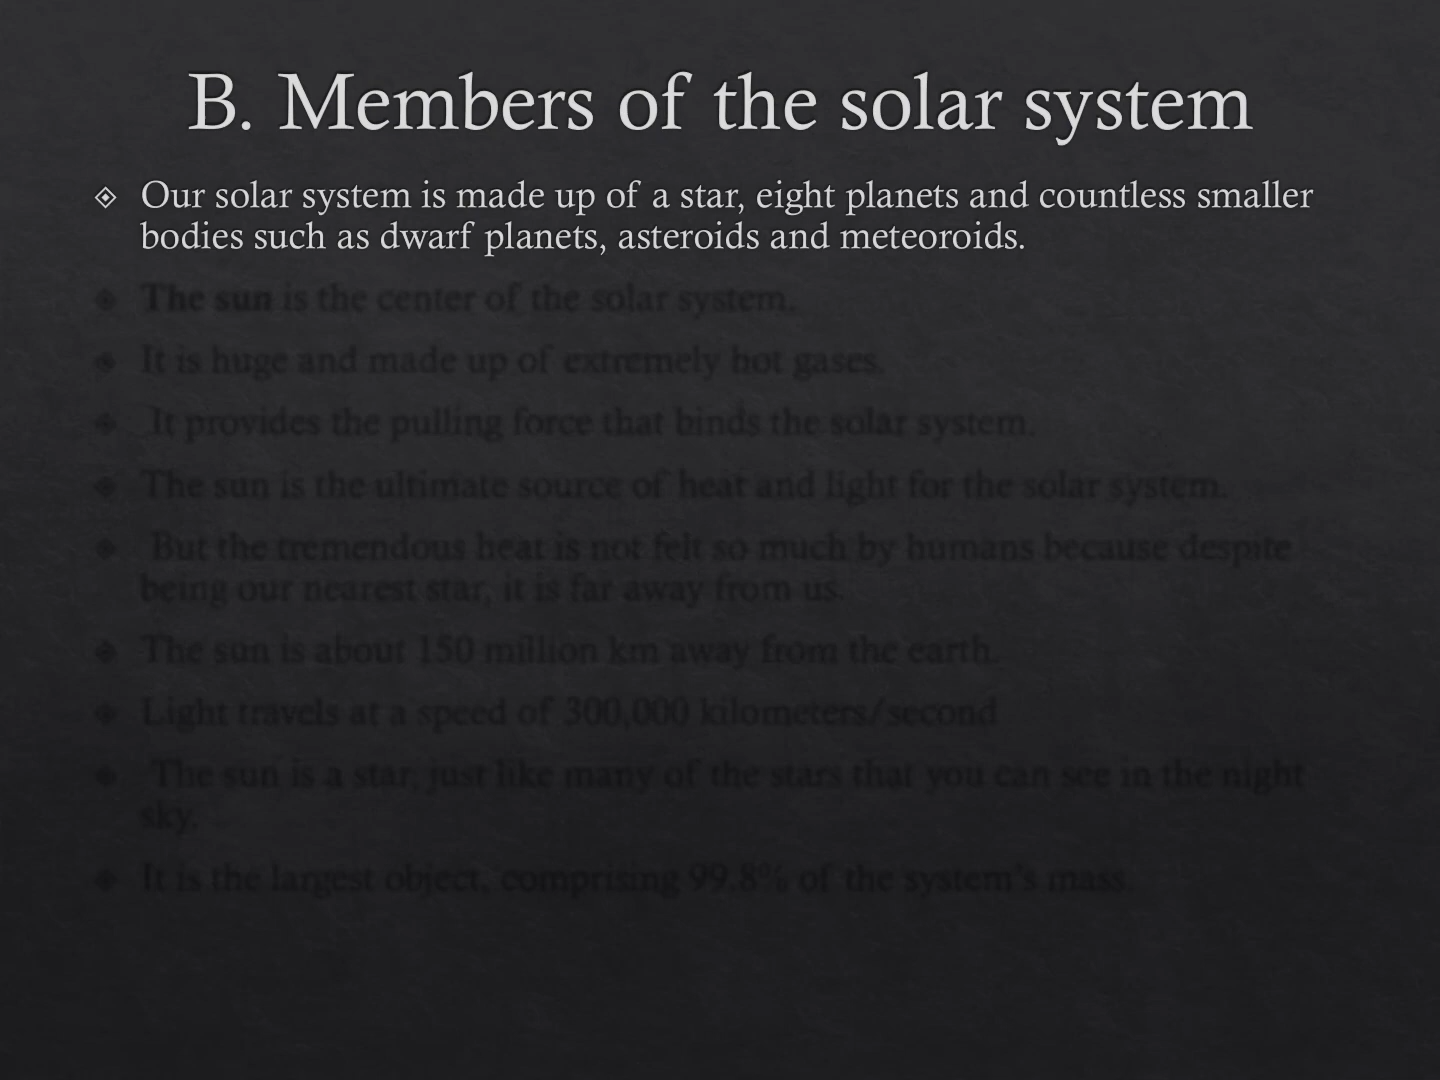 B. Members of the solar system
Our solar system is made up of a star, eight planets and countless smaller
bodies such as dwarf planets, asteroids and meteoroids.
The sun is the center of the solar system.
It is huge and made up of extremely hot gases.
It provides the pulling force that binds the solar system.
The sun is the ultimate source of heat and light for the solar system.
But the tremendous heat is not felt so much by humans because despite
being our nearest star, it is far away from us.
The sun is about 150 million km away from the earth.
Light travels at a speed of 300,000 kilometers/second
The sun is a star, just like many of the stars that you can see in the night
sky.
It is the largest object, comprising 99.8% of the system's mass